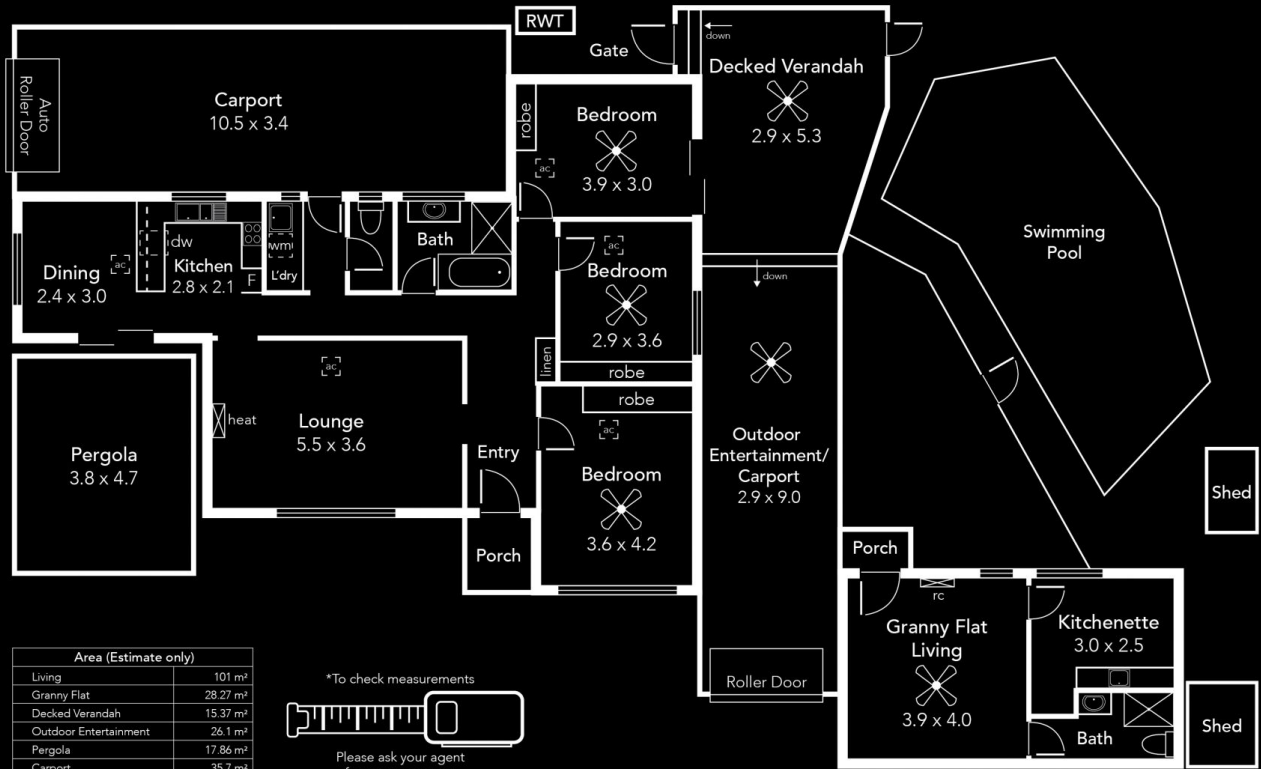 RWT
Gate
down
Decked Verandah
2.9 x 5.3
Auto
Roller Door
Carport
10.5 x 3.4
robe
Bedroom
3.9 x 3.0
ac
Dining
2.4 x 3.0
ac
dw
Kitchen
2.8 x 2.1
F
wm
L'dry
Bath
ac
Bedroom
2.9 x 3.6
robe
linen
down
Swimming
Pool
Pergola
3.8 x 4.7
heat
ac
Lounge
5.5 x 3.6
Entry
Porch
robe
ac
Bedroom
3.6 x 4.2
Outdoor
Entertainment/
Carport
2.9 x 9.0
Roller Door
Shed
Porch
rc
Granny Flat
Living
3.9 x 4.0
Kitchenette
3.0 x 2.5
Bath
Shed
Area (Estimate only)
Living 101 m²
Granny Flat 28.27 m²
Decked Verandah 15.37 m²
Outdoor Entertainment 26.1 m²
Pergola 17.86 m²
Carport 35.7 m²
*To check measurements
Please ask your agent